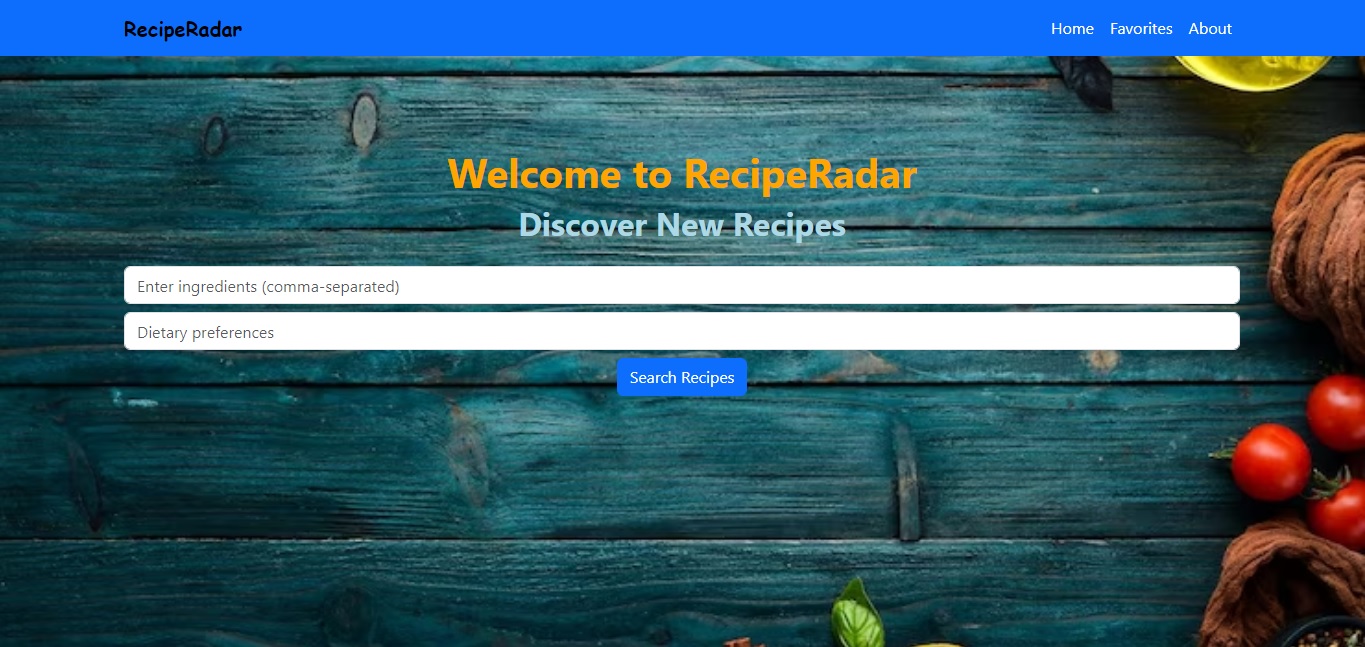 RecipeRadar
Home Favorites About
Welcome to RecipeRadar
Discover New Recipes
Enter ingredients (comma-separated)
Dietary preferences
Search Recipes